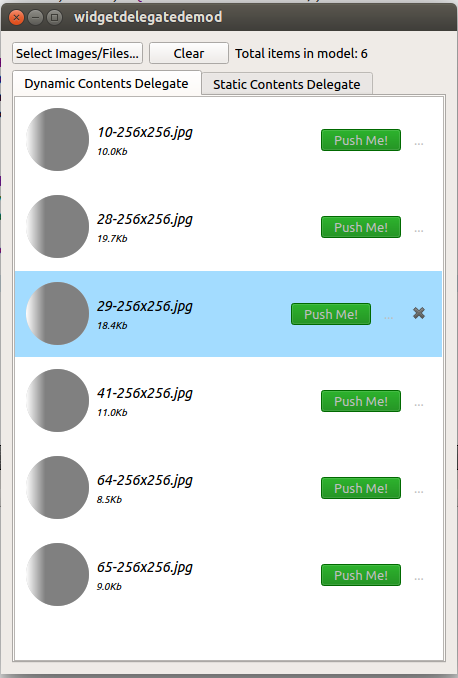 widgetdelegatedemod
Select Images/Files... Clear Total items in model: 6
Dynamic Contents Delegate Static Contents Delegate
10-256x256.jpg Push Me! ...
10.0Kb
28-256x256.jpg Push Me! ...
19.7Kb
29-256x256.jpg Push Me! ...
18.4Kb
41-256x256.jpg Push Me! ...
11.0Kb
64-256x256.jpg Push Me! ...
8.5Kb
65-256x256.jpg Push Me! ...
9.0Kb